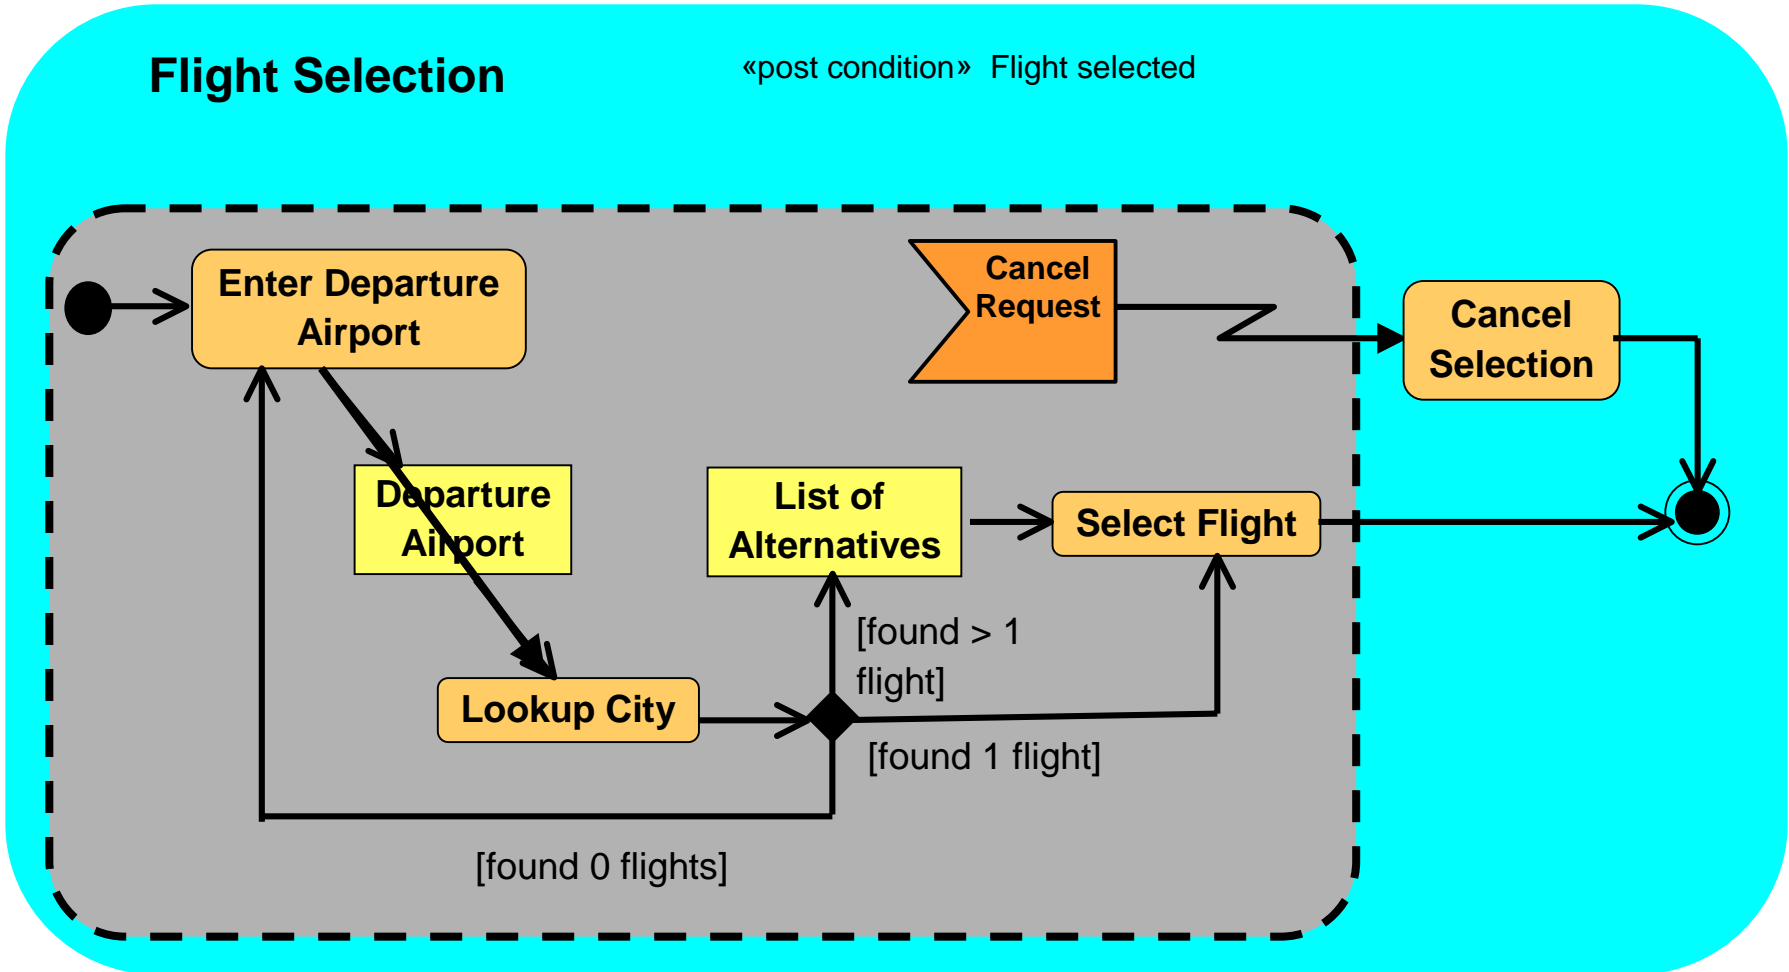 Flight Selection
«post condition» Flight selected
Enter Departure
Airport
Cancel
Request
Cancel
Selection
Departure
Airport
List of
Alternatives
Select Flight
[found > 1
flight]
Lookup City
[found 1 flight]
[found 0 flights]